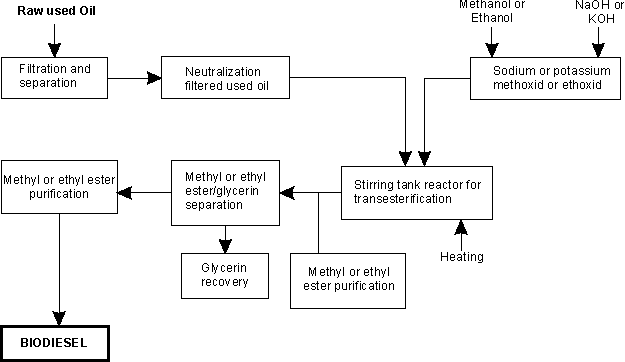 Raw used Oil
Methanol or
Ethanol
NaOH or
KOH
Filtration and
separation
Neutralization
filtered used oil
Sodium or potassium
methoxid or ethoxid
Methyl or ethyl ester
purification
Methyl or ethyl
ester/glycerin
separation
Stirring tank reactor for
transesterification
Glycerin
recovery
Methyl or ethyl
ester purification
Heating
BIODIESEL